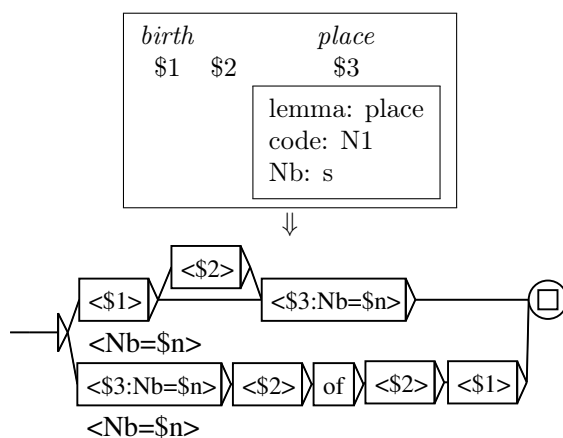 birth place
$1 $2 $3
lemma: place
code: N1
Nb: s
⇓
<$2>
<$1> <$3:Nb=$n>
<Nb=$n>
<$3:Nb=$n> <$2> of <$2> <$1>
<Nb=$n>